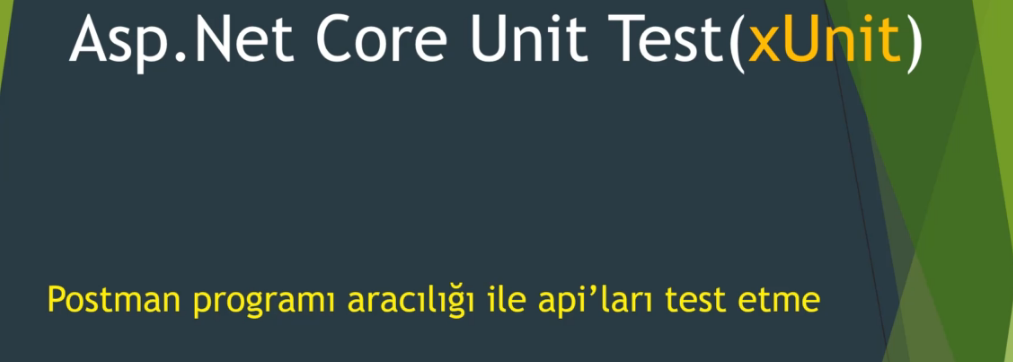 Asp.Net Core Unit Test(xUnit)
Postman programı aracılığı ile api’ları test etme